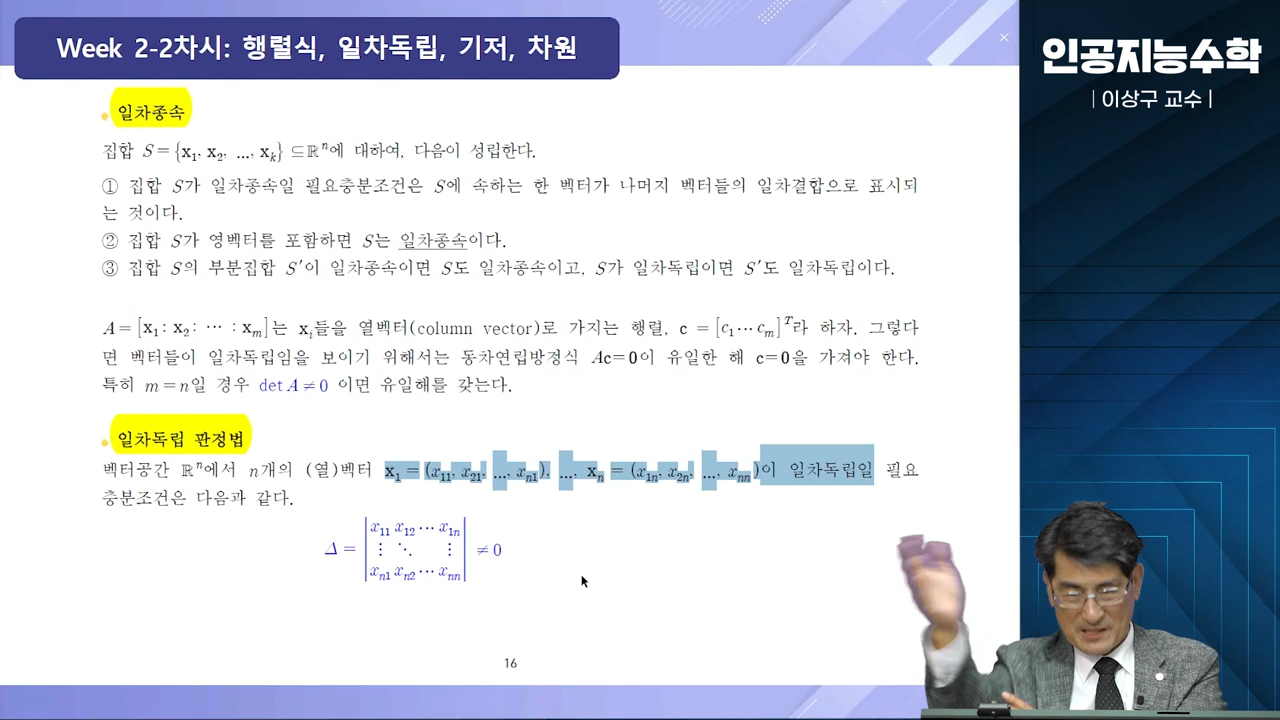 Week 2-2차시: 행렬식, 일차독립, 기저, 차원
인공지능수학
| 이상구 교수 |
• 일차종속
집합 S={x₁, x₂, …, xₖ}⊆ℝⁿ에 대하여, 다음이 성립한다.
① 집합 S가 일차종속일 필요충분조건은 S에 속하는 한 벡터가 나머지 벡터들의 일차결합으로 표시되
는 것이다.
② 집합 S가 영벡터를 포함하면 S는 일차종속이다.
③ 집합 S의 부분집합 S′이 일차종속이면 S도 일차종속이고, S가 일차독립이면 S′도 일차독립이다.
A=[x₁ : x₂ : ⋯ : xₘ]는 xᵢ들을 열벡터(column vector)로 가지는 행렬, c = [c₁⋯cₘ]ᵀ라 하자. 그렇다
면 벡터들이 일차독립임을 보이기 위해서는 동차연립방정식 Ac=0이 유일한 해 c=0을 가져야 한다.
특히 m=n일 경우 det A≠0 이면 유일해를 갖는다.
• 일차독립 판정법
벡터공간 ℝⁿ에서 n개의 (열)벡터 x₁ = (x₁₁, x₂₁, …, xₙ₁), …, xₙ = (x₁ₙ, x₂ₙ, …, xₙₙ)이 일차독립일 필요
충분조건은 다음과 같다.
Δ = | x₁₁ x₁₂ ⋯ x₁ₙ
⋮ ⋱ ⋮
xₙ₁ xₙ₂ ⋯ xₙₙ | ≠0
16